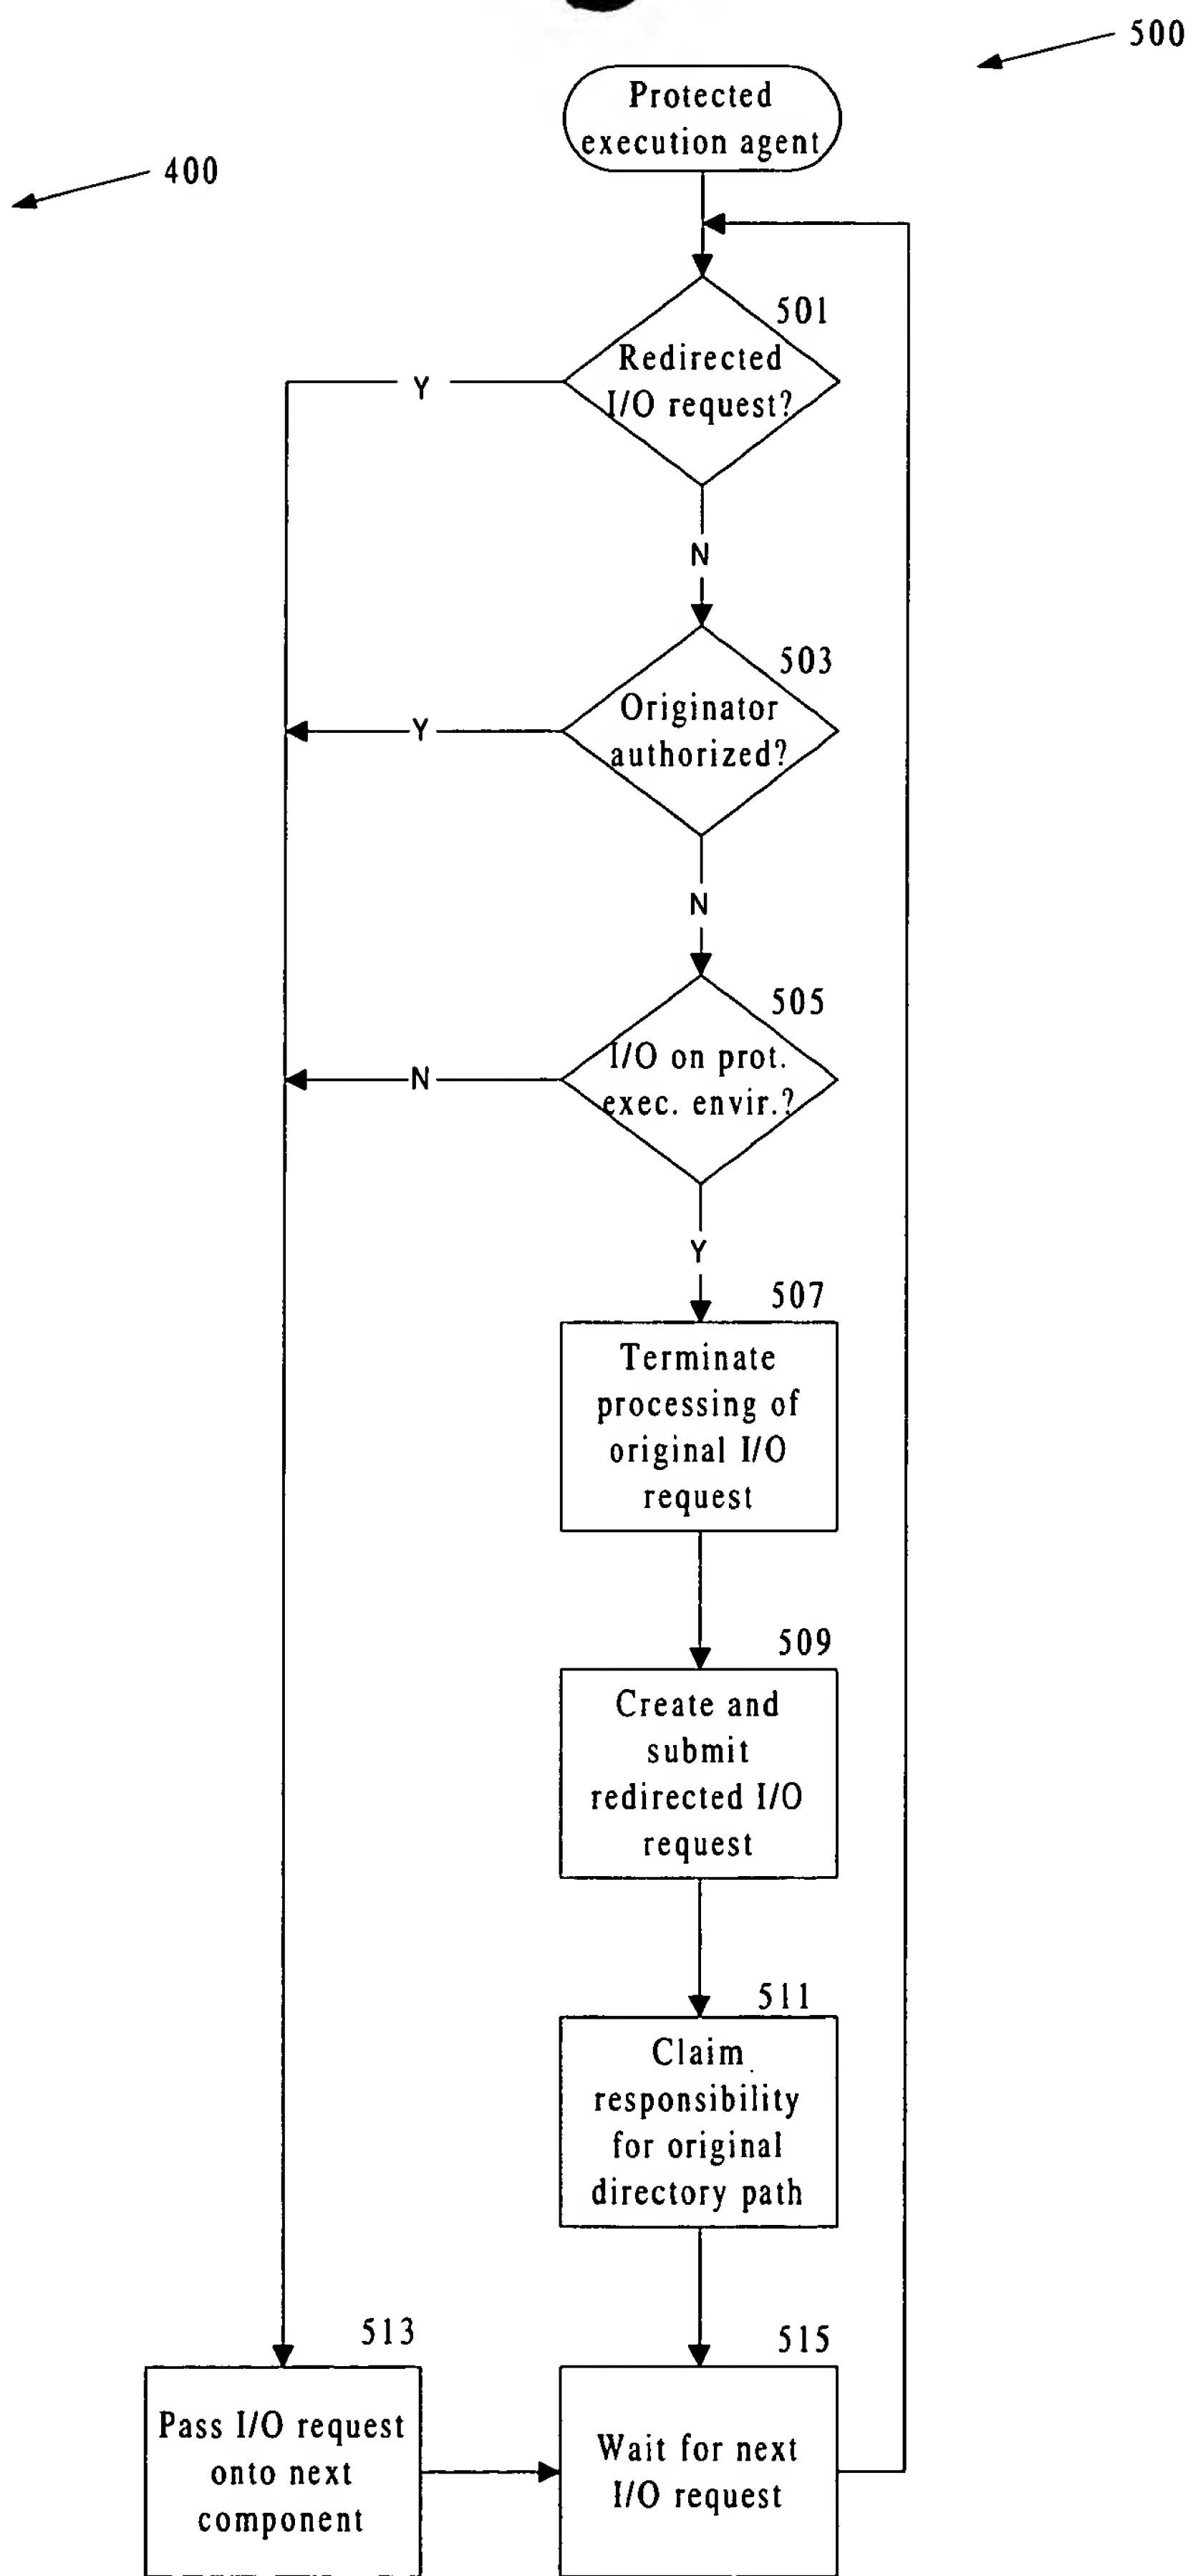 500
Protected
execution agent
400
501
Redirected
I/O request?
Y
N
503
Originator
authorized?
Y
N
505
I/O on prot.
exec. envir.?
N
Y
507
Terminate
processing of
original I/O
request
509
Create and
submit
redirected I/O
request
511
Claim
responsibility
for original
directory path
513
Pass I/O request
onto next
component
515
Wait for next
I/O request